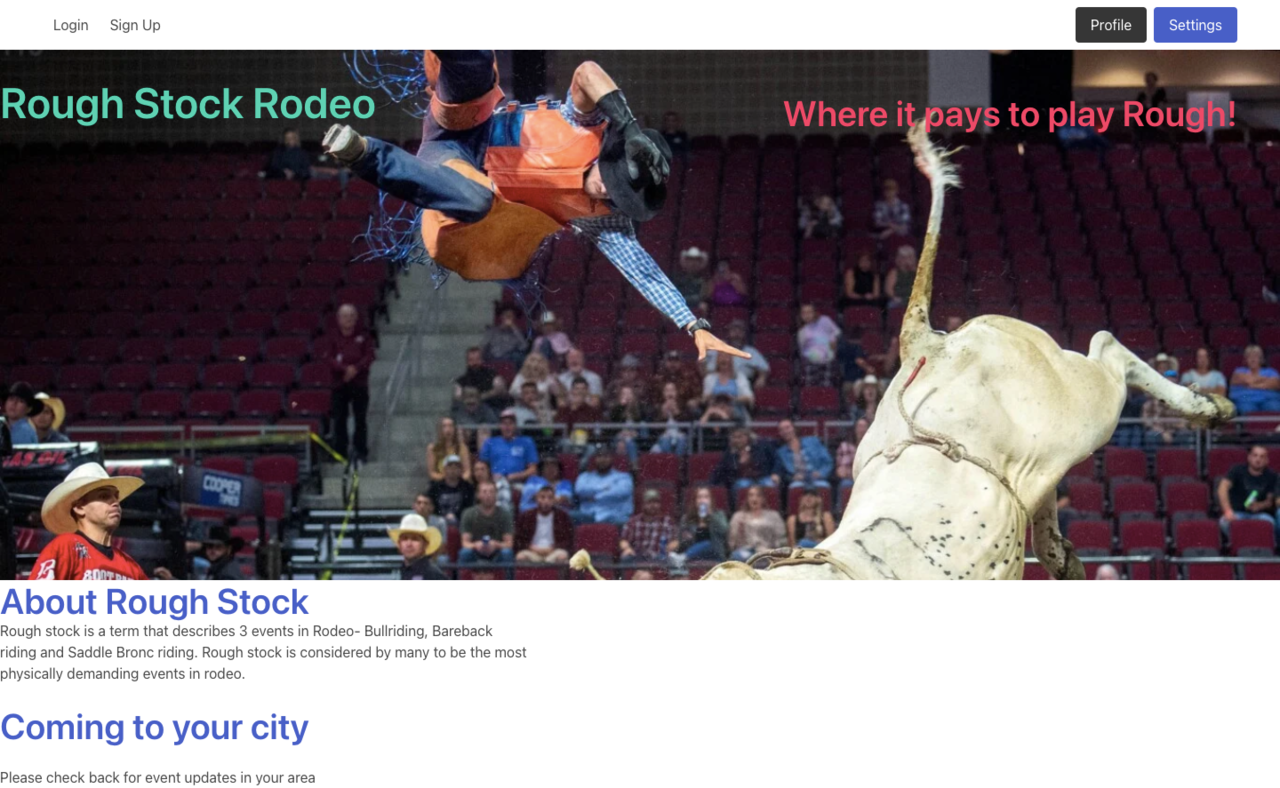 Login Sign Up Profile Settings
Rough Stock Rodeo
Where it pays to play Rough!
COOPER
TIRES
About Rough Stock
Rough stock is a term that describes 3 events in Rodeo- Bullriding, Bareback
riding and Saddle Bronc riding. Rough stock is considered by many to be the most
physically demanding events in rodeo.
Coming to your city
Please check back for event updates in your area